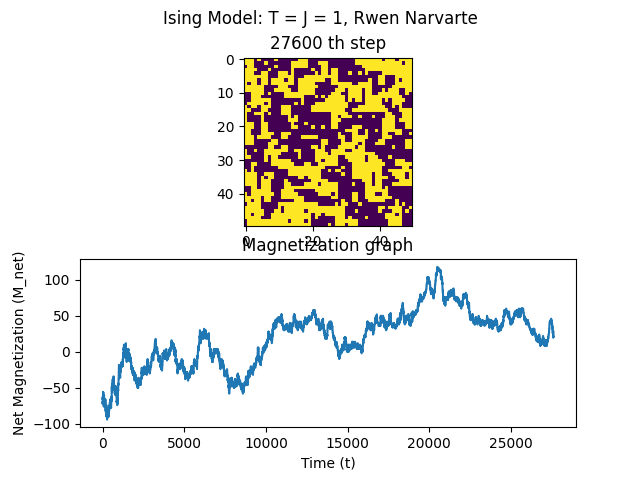 Ising Model: T = J = 1, Rwen Narvarte
27600 th step
0
10
20
30
40
0 20 40
Magnetization graph
Net Magnetization (M_net)
100
50
0
−50
−100
0 5000 10000 15000 20000 25000
Time (t)